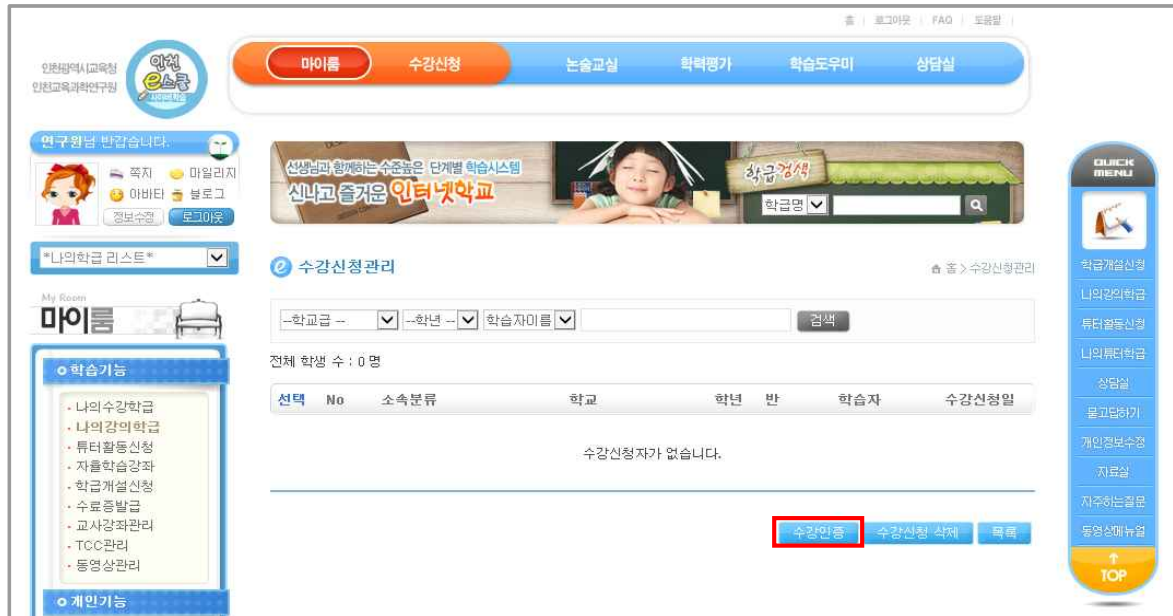 홈 | 로그아웃 | FAQ | 도움말 |
인천광역시교육청
인천교육과학연구원
인천
e스쿨
사이버학습
마이룸 수강신청 논술교실 학력평가 학습도우미 상담실
연구원님 반갑습니다.
쪽지 마일리지
아바타 블로그
정보수정 로그아웃
*나의학급 리스트*
My Room
마이룸
학습기능
나의수강학급
나의강의학급
튜터활동신청
자율학습강좌
학급개설신청
수료증발급
교사강좌관리
TCC관리
동영상관리
개인기능
선생님과 함께하는 수준높은 단계별 학습시스템
신나고 즐거운 인터넷학교
학급검색
학급명
수강신청관리
홈 > 수강신청관리
--학교급 -- --학년 -- 학습자이름 검색
전체 학생 수 : 0 명
선택 No 소속분류 학교 학년 반 학습자 수강신청일
수강신청자가 없습니다.
수강인증 수강신청 삭제 목록
QUICK
MENU
학급개설신청
나의강의학급
튜터활동신청
나의튜터학급
상담실
묻고답하기
개인정보수정
자료실
자주하는질문
동영상메뉴얼
TOP